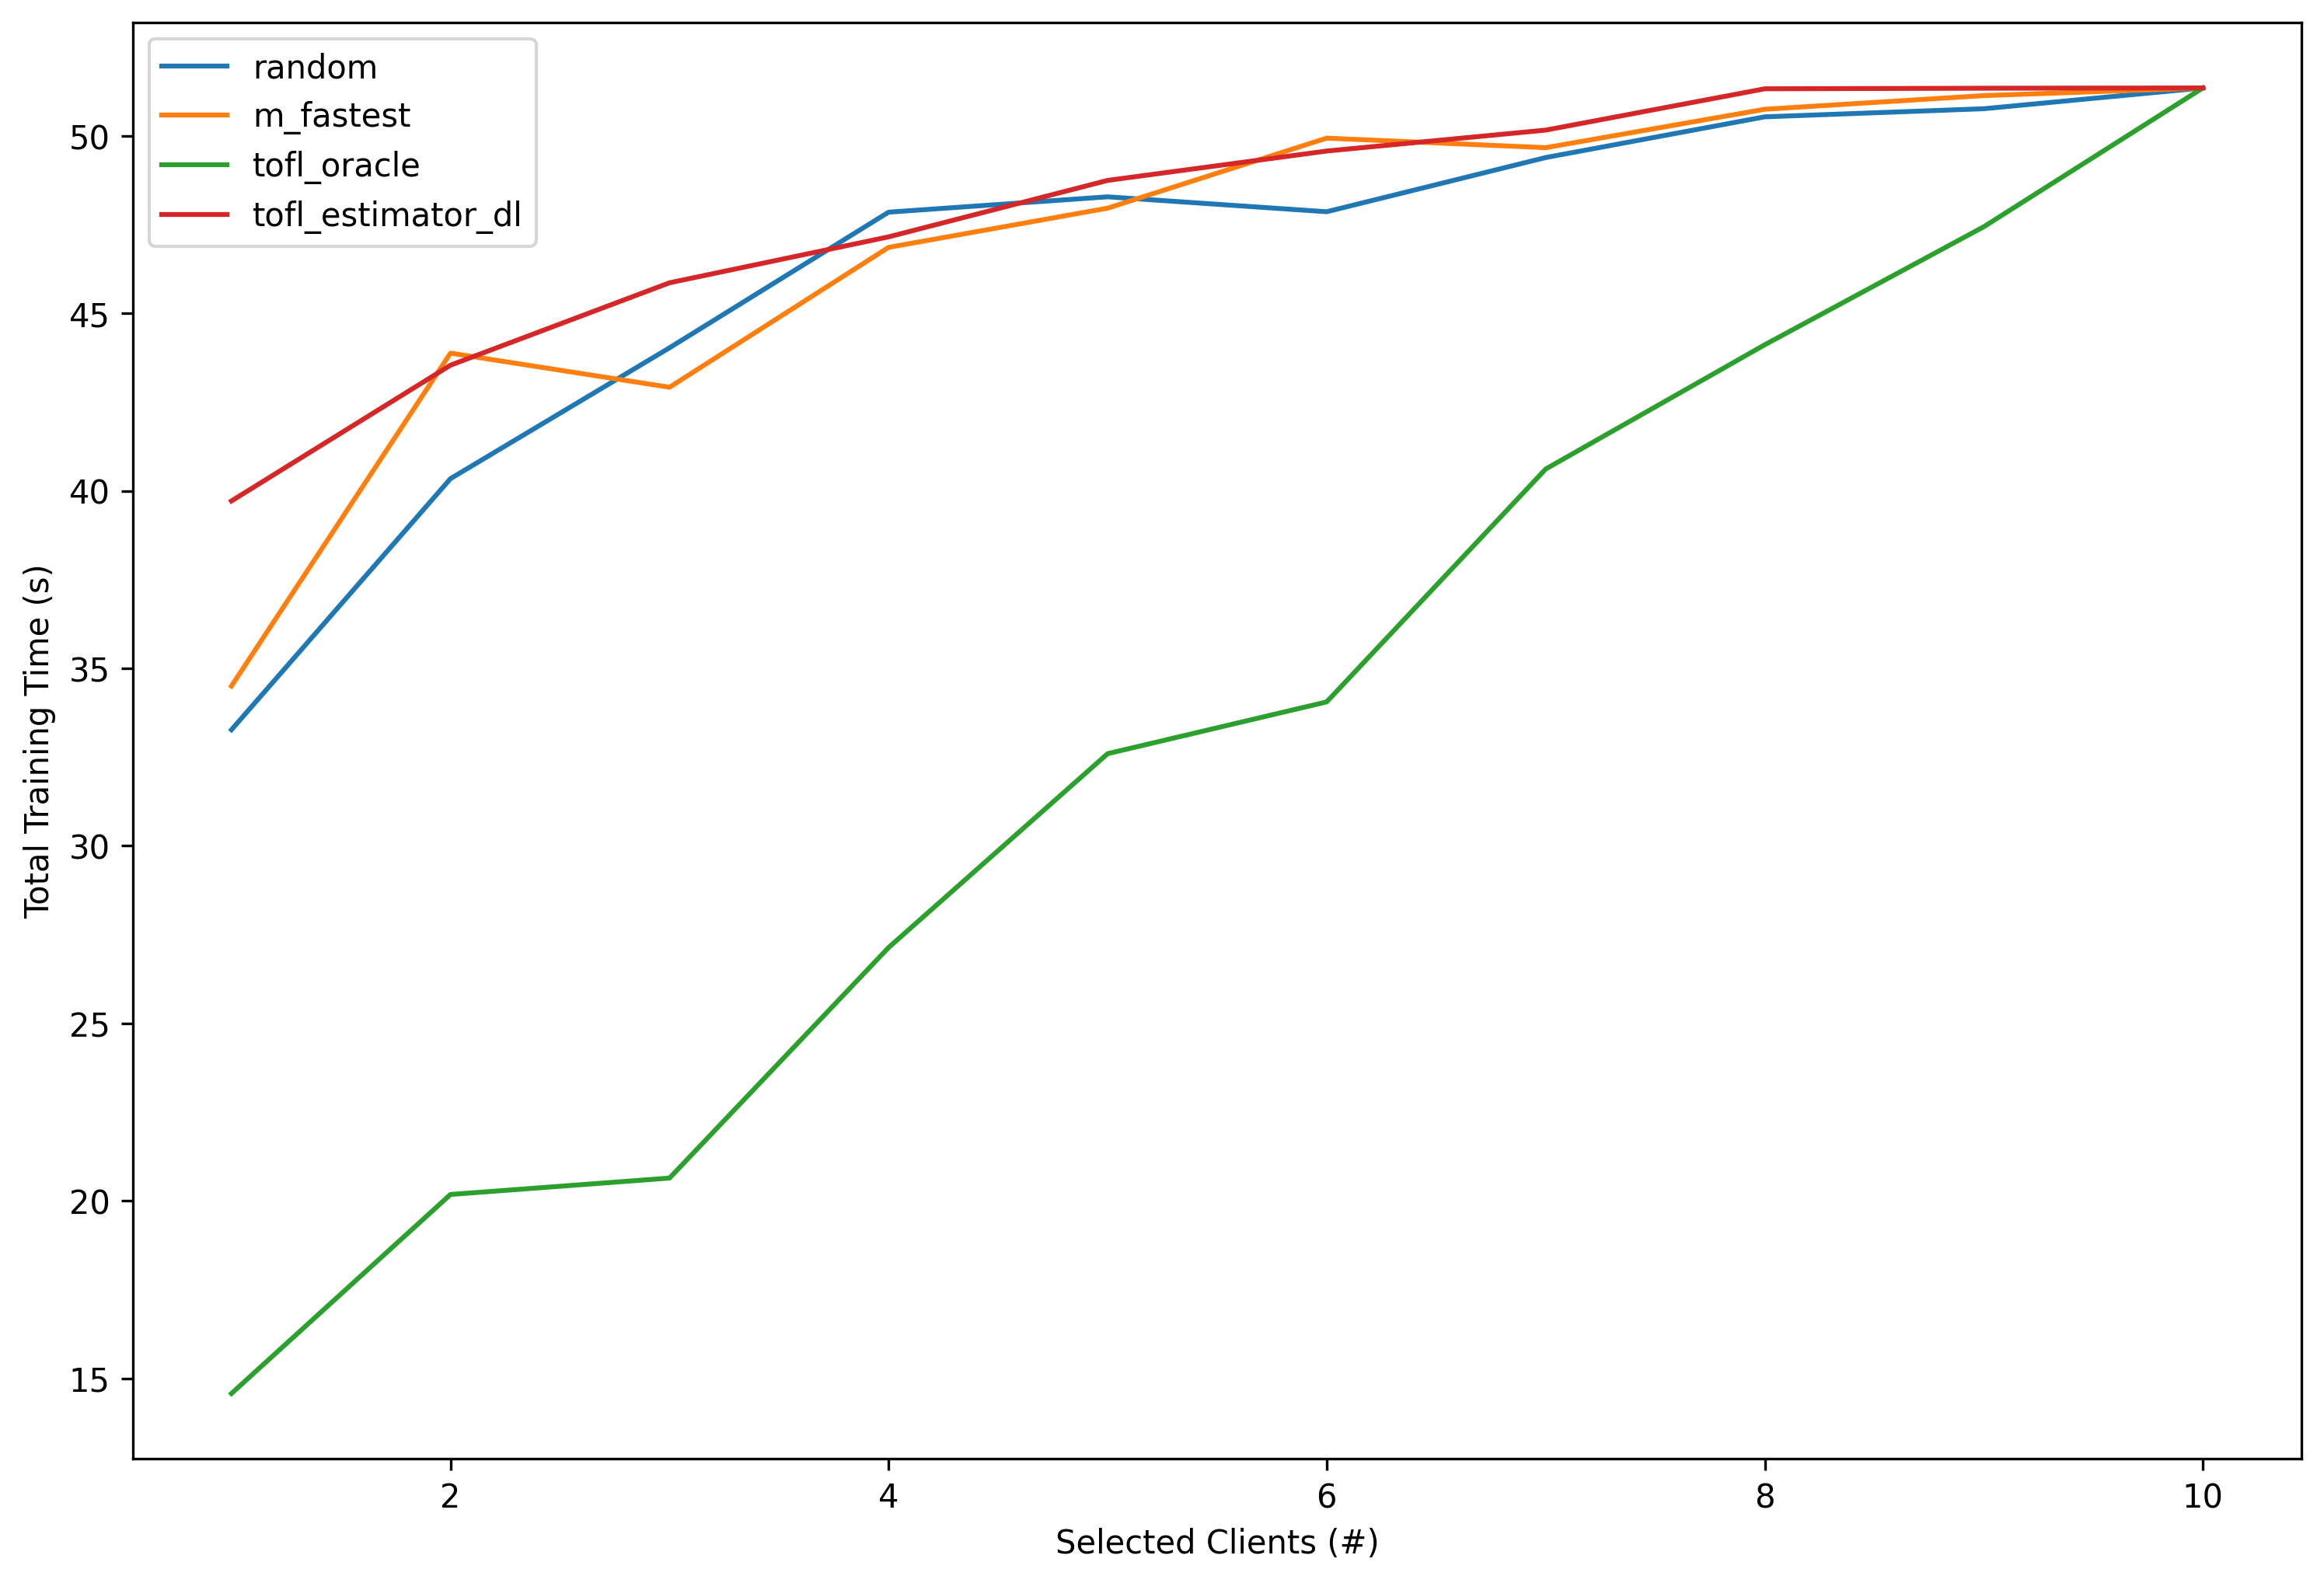 random
m_fastest
tofl_oracle
tofl_estimator_dl
Total Training Time (s)
50
45
40
35
30
25
20
15
2
4
6
8
10
Selected Clients (#)